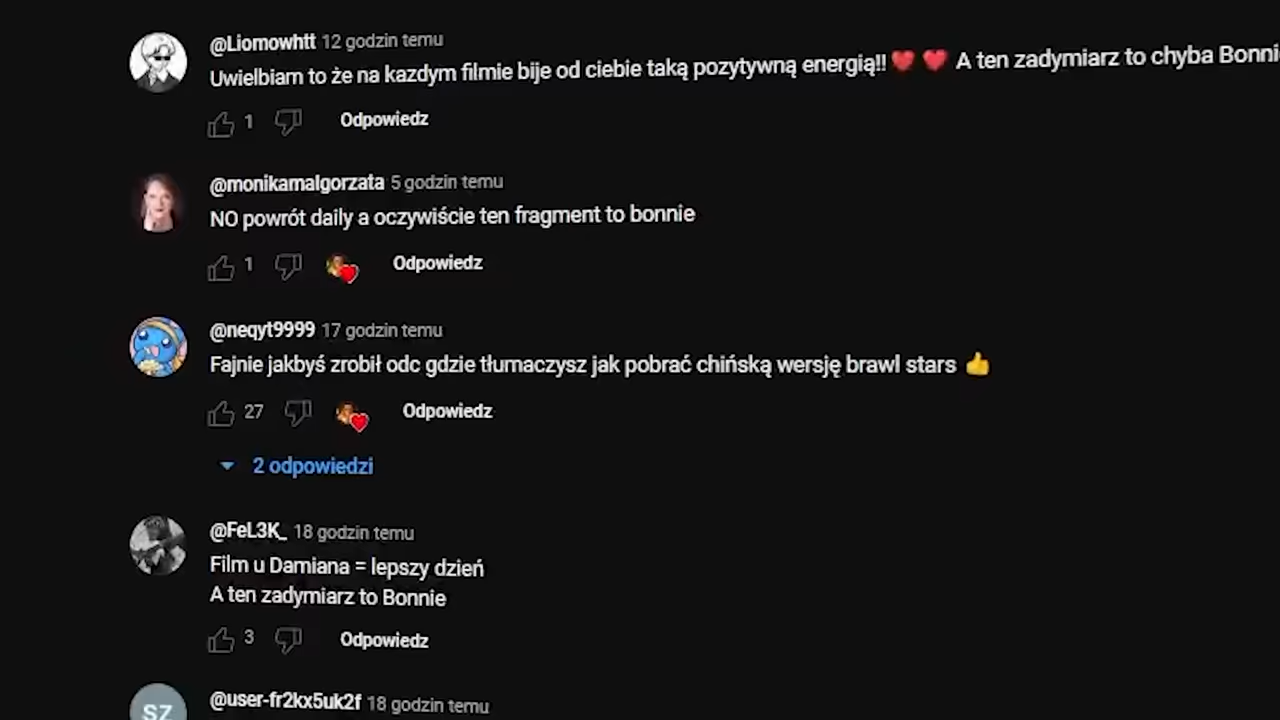 @Liomowhtt 12 godzin temu
Uwielbiam to że na kazdym filmie bije od ciebie taką pozytywną energią!! ❤️ ❤️ A ten zadymiarz to chyba Bonni
1 Odpowiedz
@monikamalgorzata 5 godzin temu
NO powrót daily a oczywiście ten fragment to bonnie
1 Odpowiedz
@neqyt9999 17 godzin temu
Fajnie jakbyś zrobił odc gdzie tłumaczysz jak pobrać chińską wersję brawl stars 👍
27 Odpowiedz
2 odpowiedzi
@FeL3K_ 18 godzin temu
Film u Damiana = lepszy dzień
A ten zadymiarz to Bonnie
3 Odpowiedz
SZ @user-fr2kx5uk2f 18 godzin temu